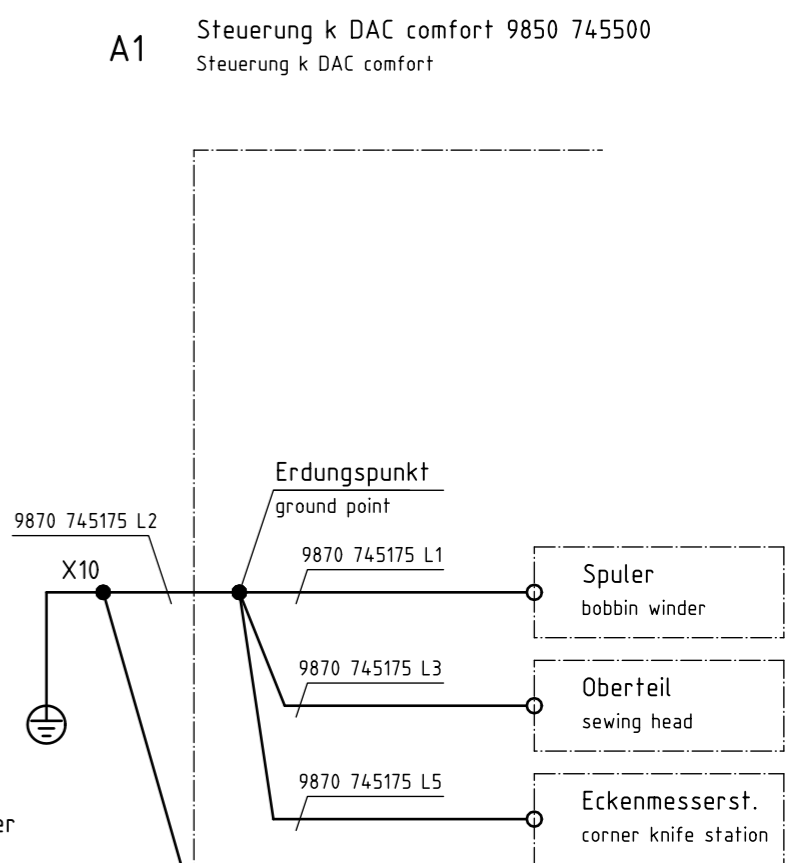 A1
Steuerung k DAC comfort 9850 745500
Steuerung k DAC comfort
Erdungspunkt
ground point
9870 745175 L2
X10
9870 745175 L1
Spuler
bobbin winder
9870 745175 L3
Oberteil
sewing head
9870 745175 L5
Eckenmesserst.
corner knife station
er